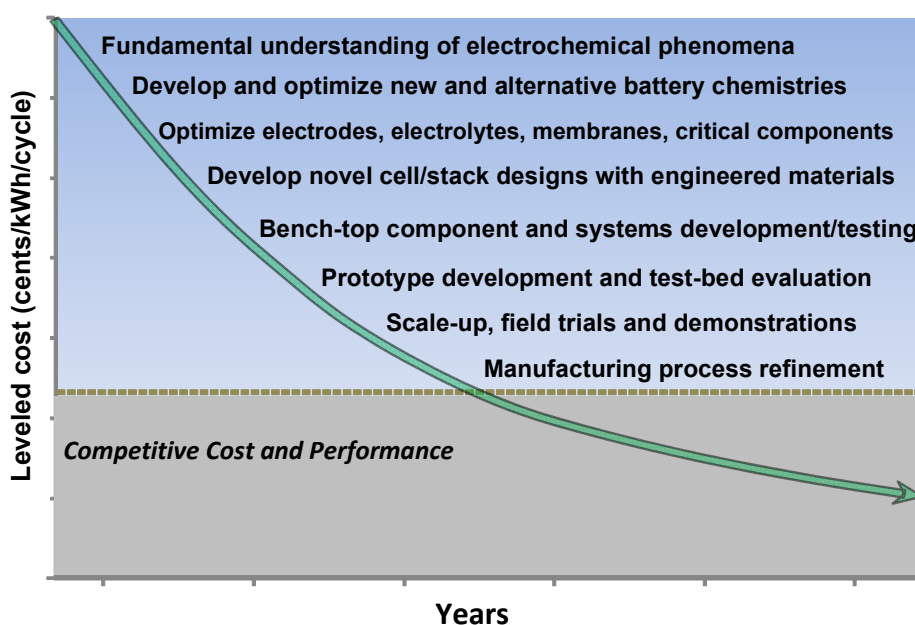 Fundamental understanding of electrochemical phenomena
Develop and optimize new and alternative battery chemistries
Optimize electrodes, electrolytes, membranes, critical components
Develop novel cell/stack designs with engineered materials
Bench-top component and systems development/testing
Prototype development and test-bed evaluation
Scale-up, field trials and demonstrations
Manufacturing process refinement
Competitive Cost and Performance
Leveled cost (cents/kWh/cycle)
Years